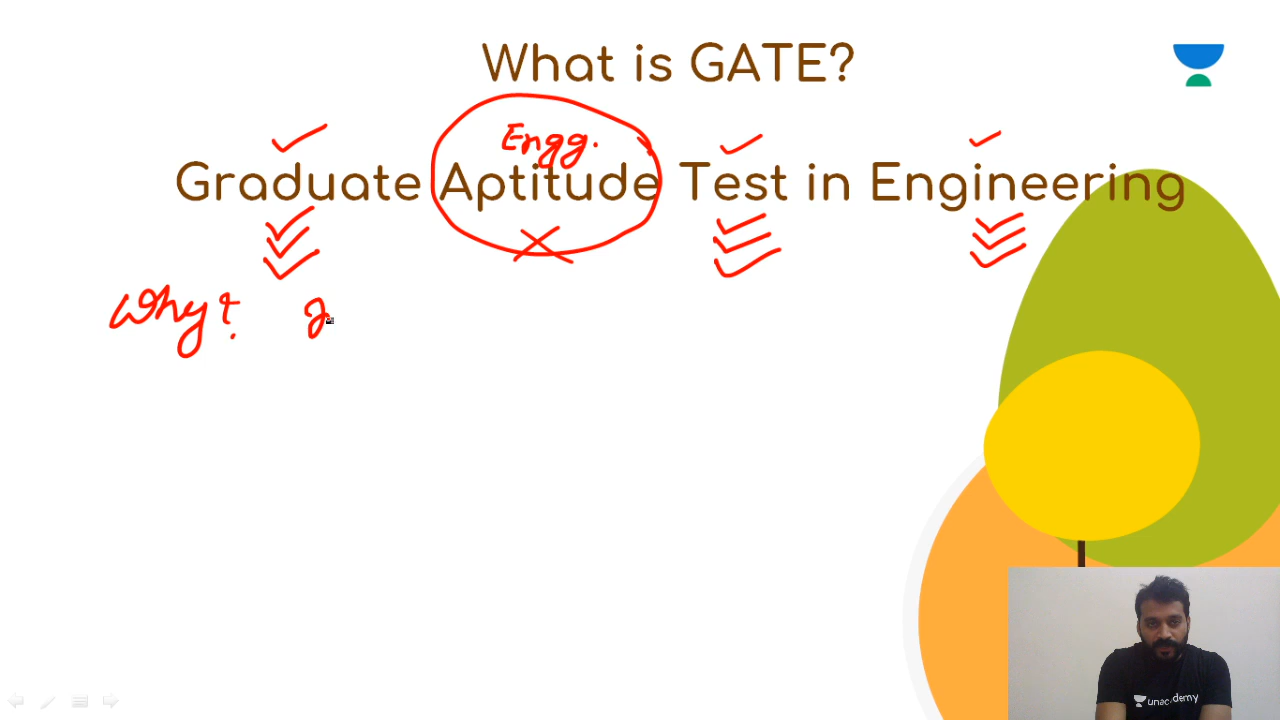 What is GATE?
Engg.
Graduate Aptitude Test in Engineering
Why?
unacademy